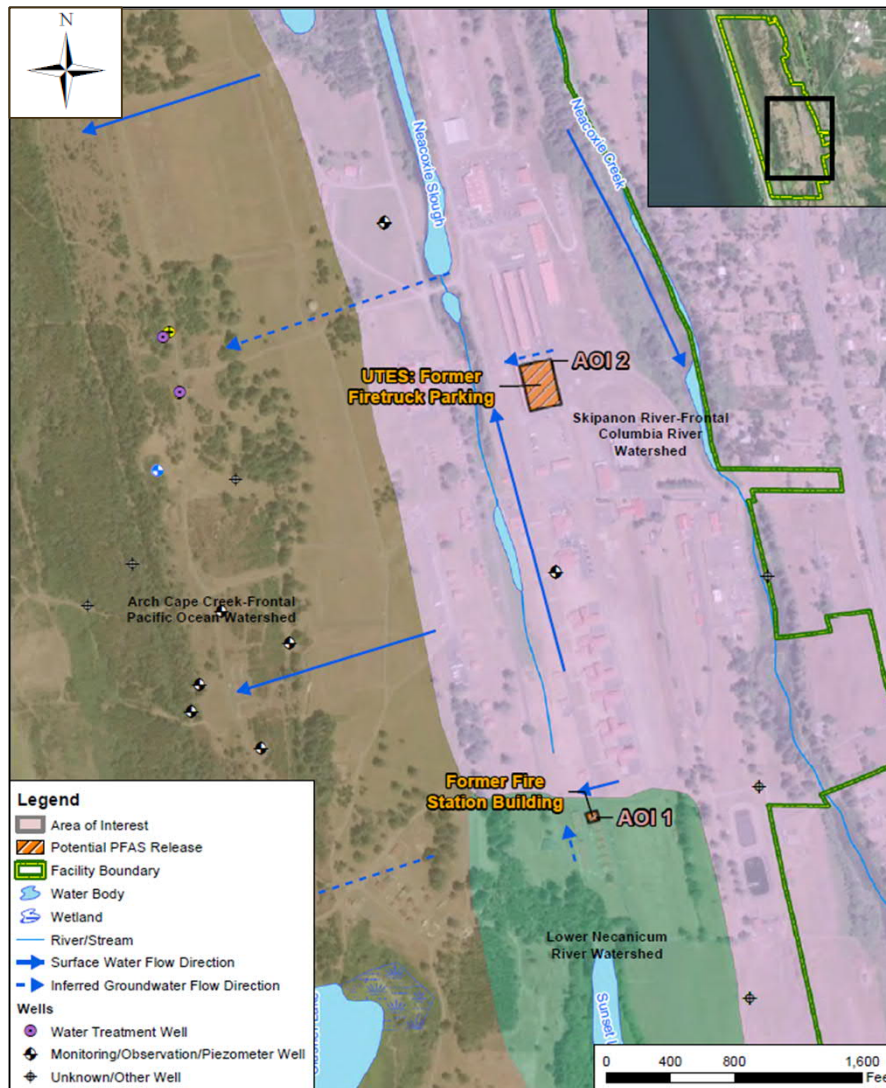 N
Neacoxie Slough
Neacoxie Creek
AOI 2
UTES: Former
Firetruck Parking
Skipanon River-Frontal
Columbia River
Watershed
Arch Cape Creek-Frontal
Pacific Ocean Watershed
Former Fire
Station Building
AOI 1
Lower Necanicum
River Watershed
Sunset
Legend
Area of Interest
Potential PFAS Release
Facility Boundary
Water Body
Wetland
River/Stream
Surface Water Flow Direction
Inferred Groundwater Flow Direction
Wells
Water Treatment Well
Monitoring/Observation/Piezometer Well
Unknown/Other Well
0 400 800 1,600
Fee